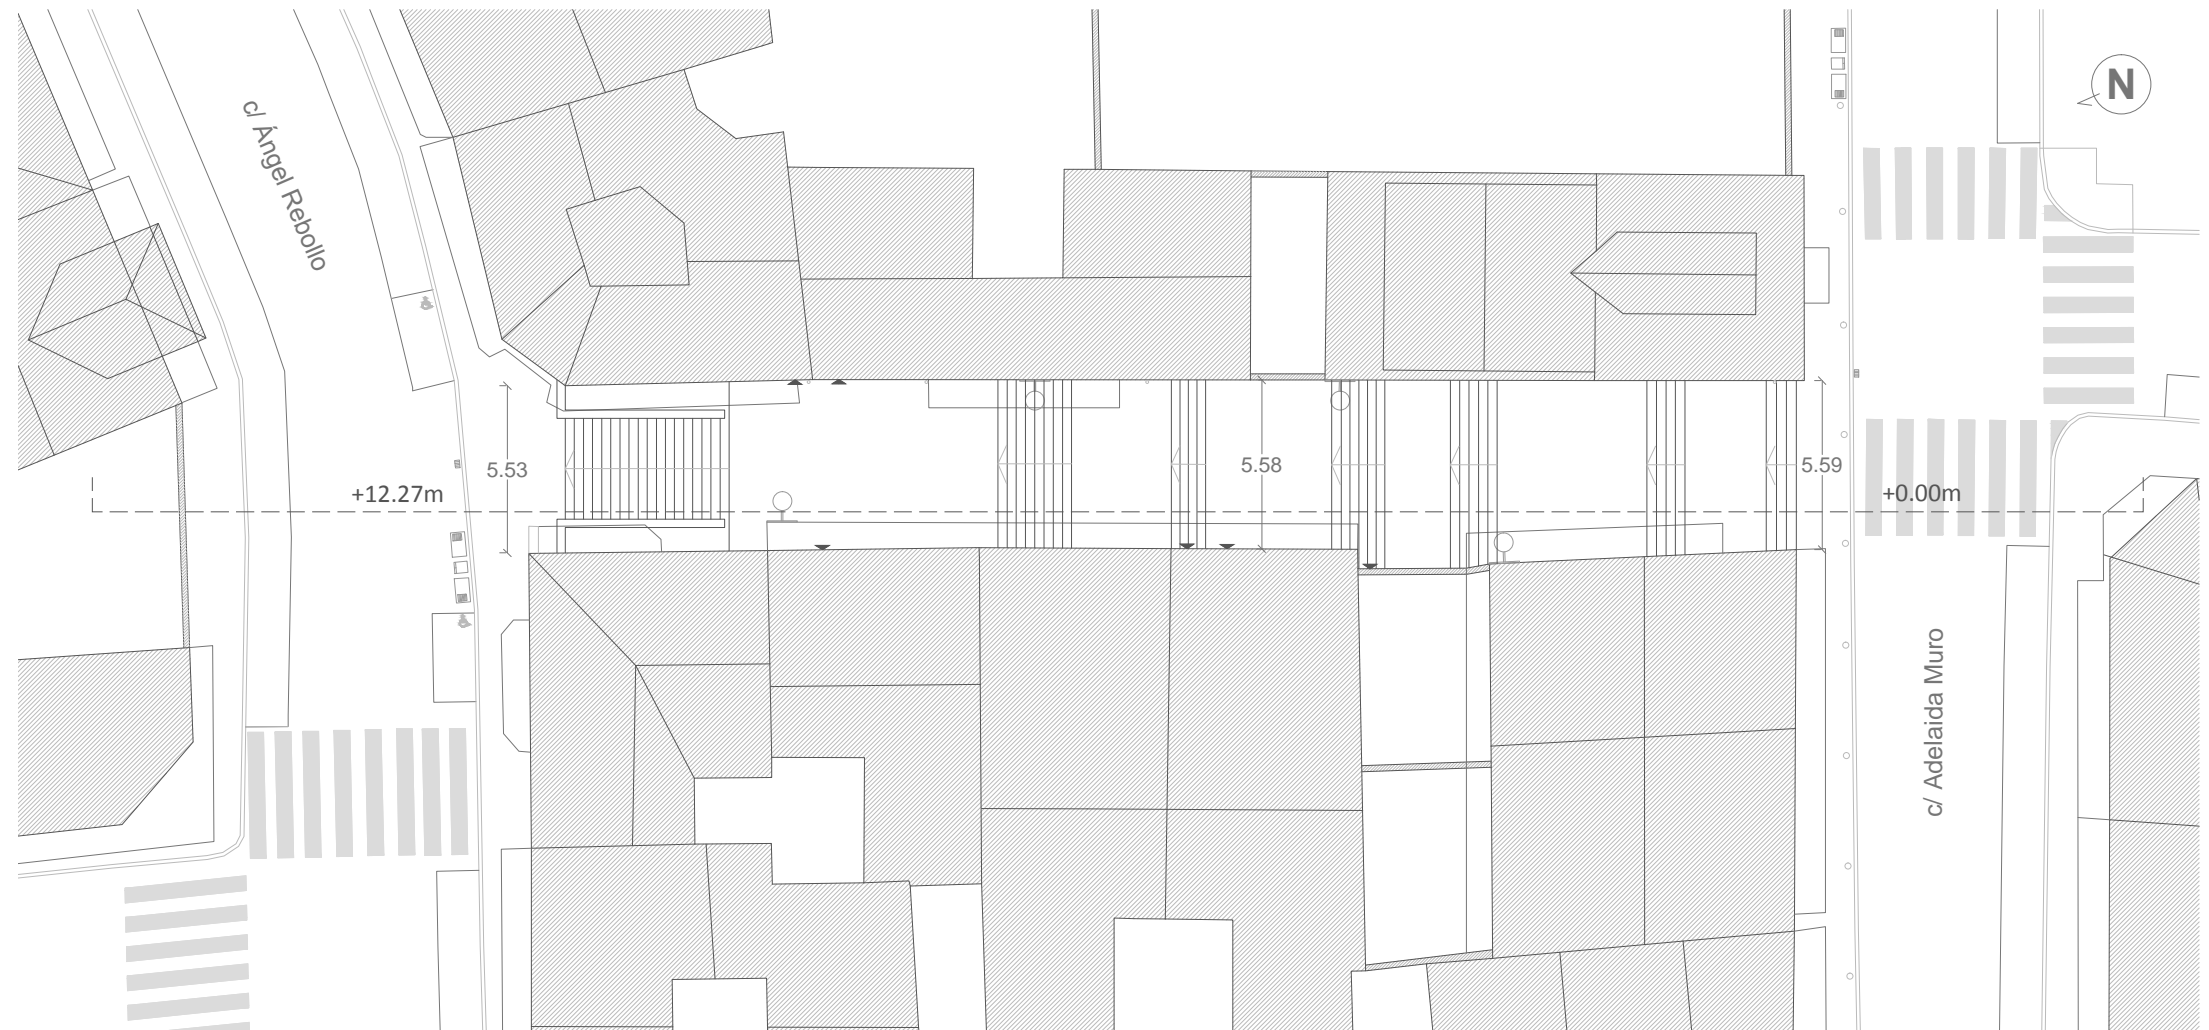 N
c/ Ángel Rebollo
5.53
5.58
5.59
+12.27m
+0.00m
c/ Adelaida Muro